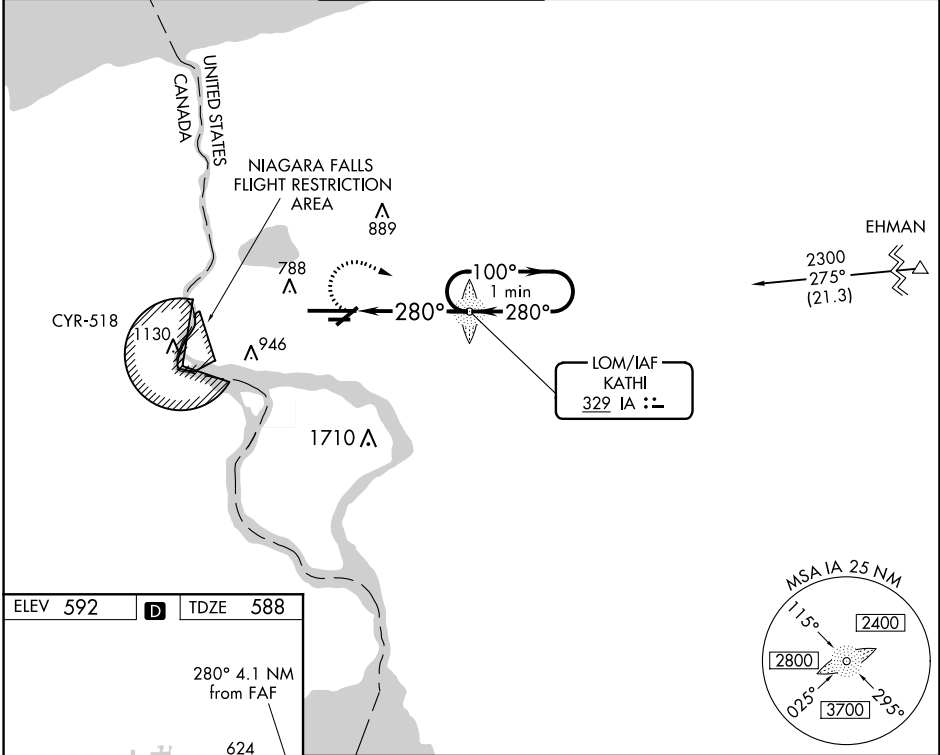 UNITED STATES
CANADA
NIAGARA FALLS
FLIGHT RESTRICTION
AREA
889
788
CYR-518
1130
946
1710
100°
1 min
280°
280°
EHMAN
2300
275°
(21.3)
LOM/IAF
KATHI
329 IA
MSA IA 25 NM
115°
2400
2800
025°
3700
295°
ELEV 592
D
TDZE 588
280° 4.1 NM
from FAF
624